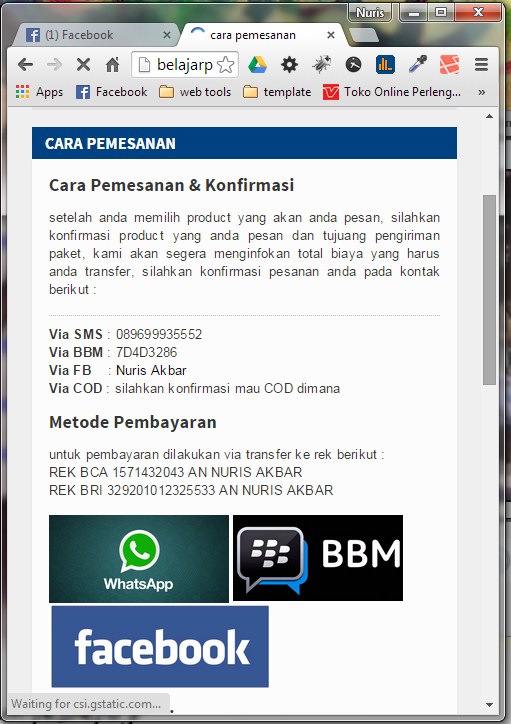 Nuris
(1) Facebook
cara pemesanan
belajarp
Apps
Facebook
web tools
template
Toko Online Perleng...
»
CARA PEMESANAN
Cara Pemesanan & Konfirmasi
setelah anda memilih product yang akan anda pesan, silahkan
konfirmasi product yang anda pesan dan tujuang pengiriman
paket, kami akan segera menginfokan total biaya yang harus
anda transfer, silahkan konfirmasi pesanan anda pada kontak
berikut :
Via SMS : 089699935552
Via BBM : 7D4D3286
Via FB : Nuris Akbar
Via COD : silahkan konfirmasi mau COD dimana
Metode Pembayaran
untuk pembayaran dilakukan via transfer ke rek berikut :
REK BCA 1571432043 AN NURIS AKBAR
REK BRI 329201012325533 AN NURIS AKBAR
WhatsApp
BBM
facebook
Waiting for csi.gstatic.com...